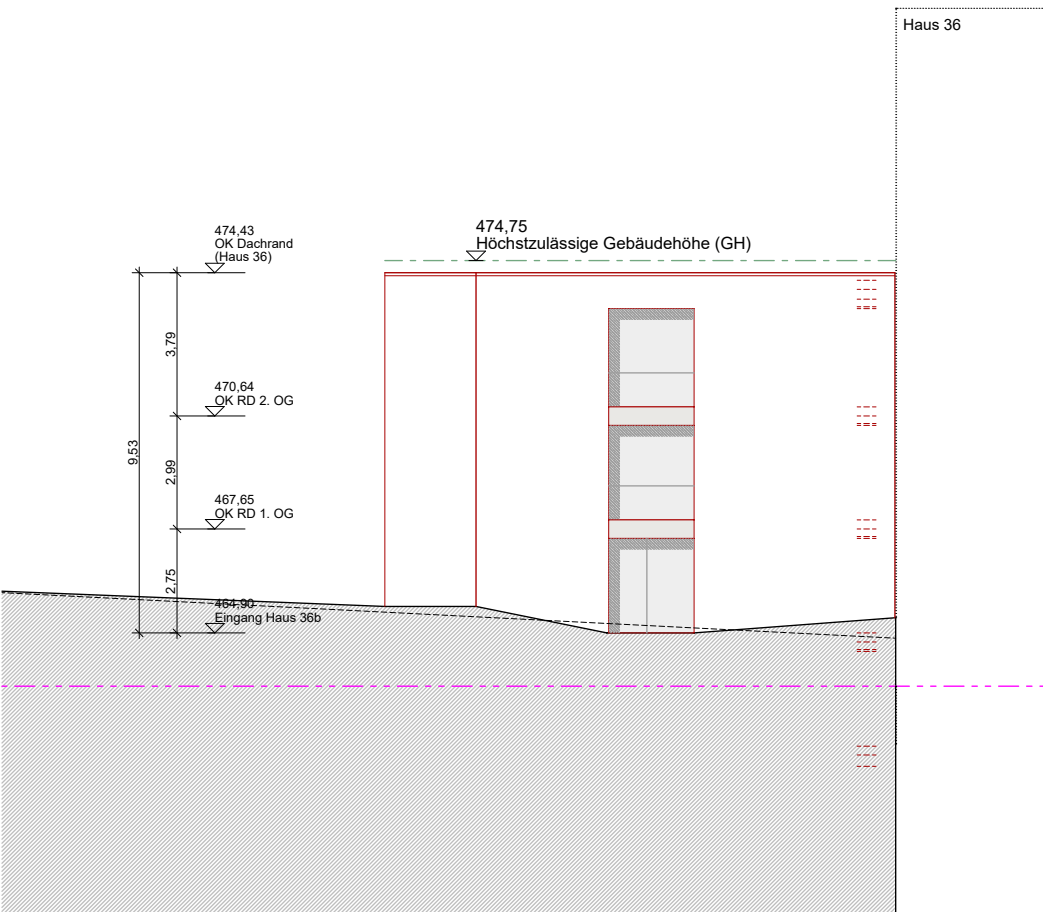 Haus 36
474,43
OK Dachrand
(Haus 36)
474,75
Höchstzulässige Gebäudehöhe (GH)
3,79
470,64
OK RD 2. OG
9,53
2,99
467,65
OK RD 1. OG
2,75
464,90
Eingang Haus 36b